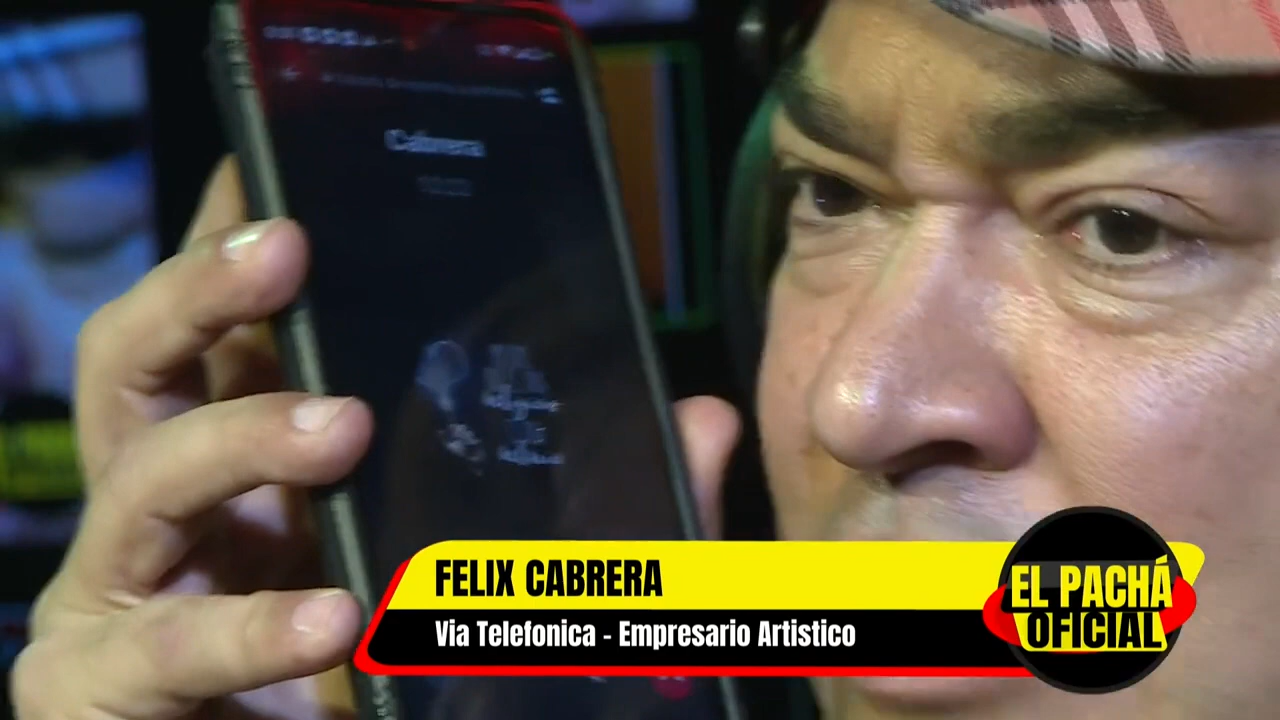 Cabrera
FELIX CABRERA
Via Telefonica - Empresario Artistico
EL PACHÁ
OFICIAL